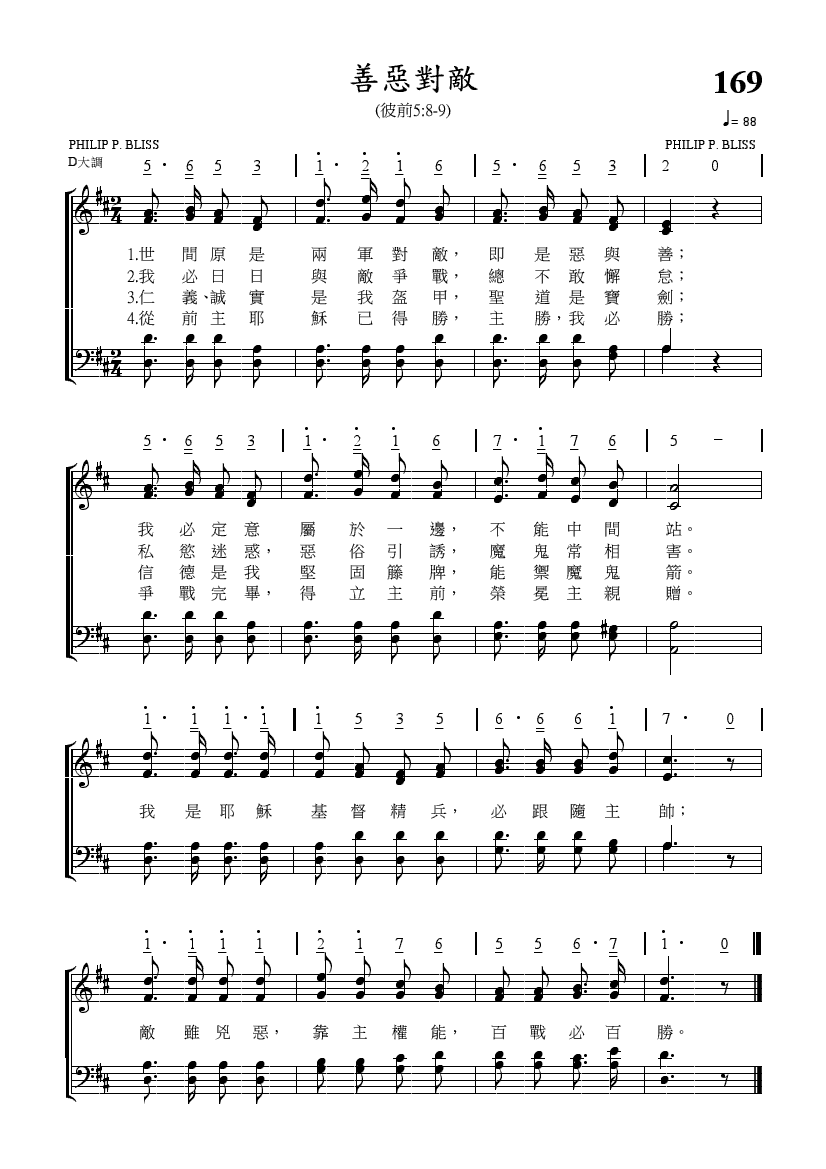 善惡對敵
169
(彼前5:8-9)
♩= 88
PHILIP P. BLISS
PHILIP P. BLISS
D大調
5· 6 5 3 | 1̇· 2̇ 1̇ 6 | 5· 6 5 3 | 2 0 |
1.世 間 原 是 兩 軍 對 敵, 即 是 惡 與 善;
2.我 必 日 日 與 敵 爭 戰, 總 不 敢 懈 怠;
3.仁 義、誠 實 是 我 盔 甲, 聖 道 是 寶 劍;
4.從 前 主 耶 穌 已 得 勝, 主 勝,我 必 勝;
5· 6 5 3 | 1̇· 2̇ 1̇ 6 | 7· 1̇ 7 6 | 5 – |
我 必 定 意 屬 於 一 邊, 不 能 中 間 站。
私 慾 迷 惑, 惡 俗 引 誘, 魔 鬼 常 相 害。
信 德 是 我 堅 固 籐 牌, 能 禦 魔 鬼 箭。
爭 戰 完 畢, 得 立 主 前, 榮 冕 主 親 贈。
1̇· 1̇ 1̇· 1̇ | 1̇ 5 3 5 | 6· 6 6 1̇ | 7· 0 |
我 是 耶 穌 基 督 精 兵, 必 跟 隨 主 帥;
1̇· 1̇ 1̇ 1̇ | 2̇ 1̇ 7 6 | 5 5 6· 7 | 1̇· 0
敵 雖 兇 惡, 靠 主 權 能, 百 戰 必 百 勝。